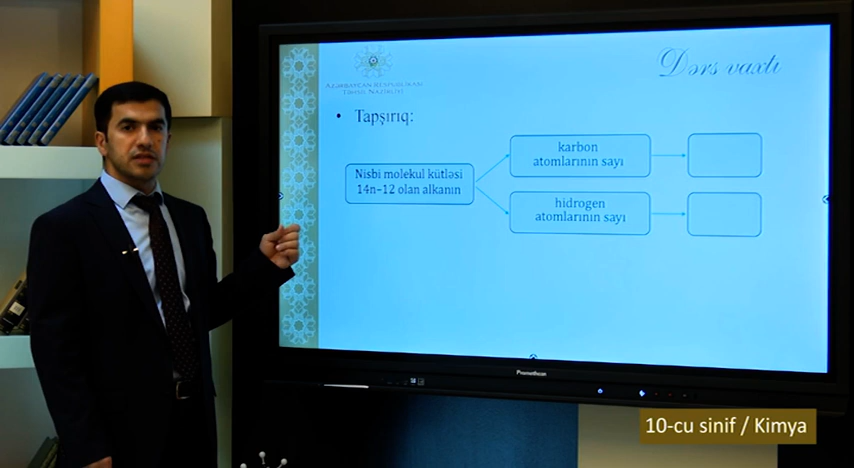 AZƏRBAYCAN RESPUBLİKASI
TƏHSİL NAZİRLİYİ
Dərs vaxtı
• Tapşırıq:
Nisbi molekul kütləsi
14n–12 olan alkanın
karbon
atomlarının sayı
hidrogen
atomlarının sayı
Promethean
10-cu sinif / Kimya